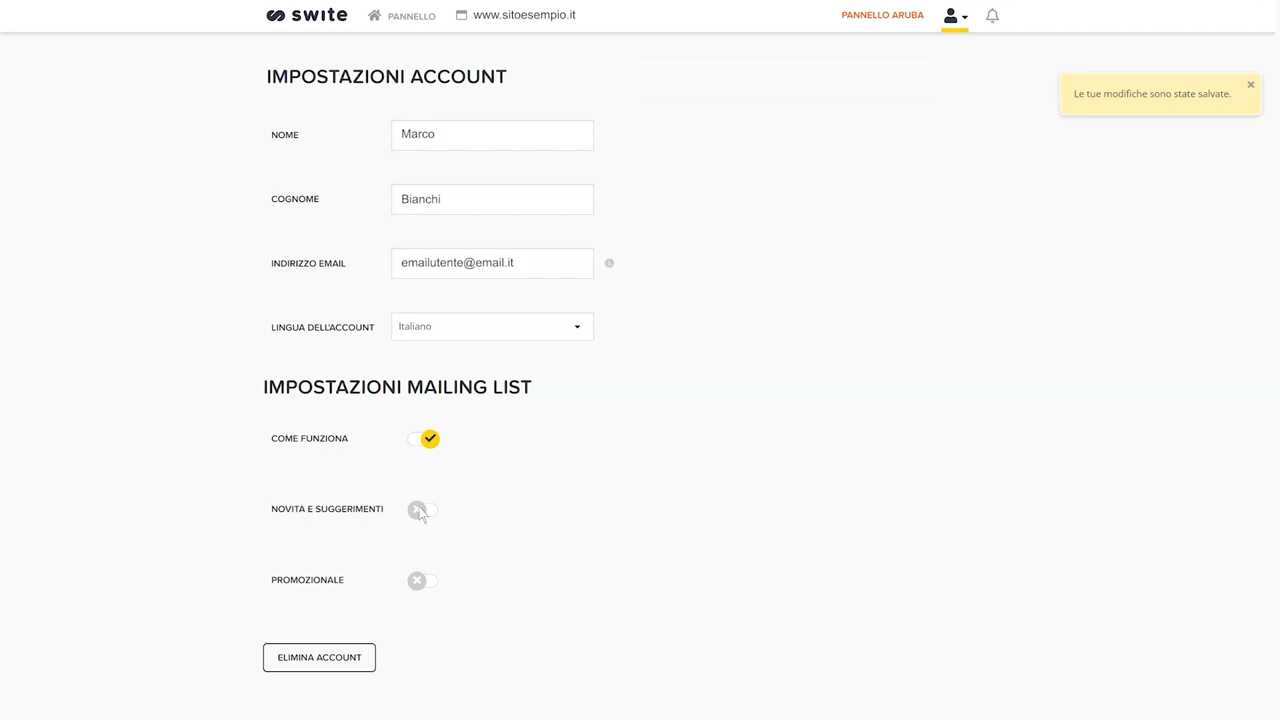 swite PANNELLO www.sitoesempio.it PANNELLO ARUBA
IMPOSTAZIONI ACCOUNT
Le tue modifiche sono state salvate.
NOME Marco
COGNOME Bianchi
INDIRIZZO EMAIL emailutente@email.it
LINGUA DELL'ACCOUNT Italiano
IMPOSTAZIONI MAILING LIST
COME FUNZIONA
NOVITÀ E SUGGERIMENTI
PROMOZIONALE
ELIMINA ACCOUNT